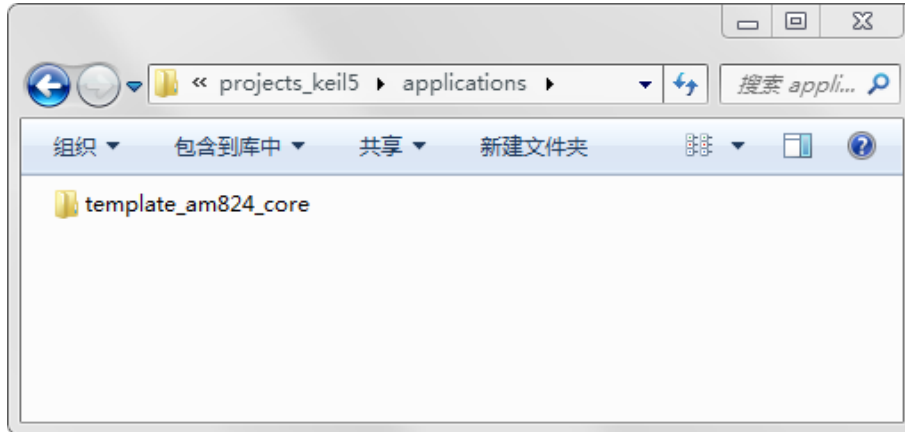 « projects_keil5 ▸ applications ▸ 搜索 appli...
组织 包含到库中 共享 新建文件夹
template_am824_core